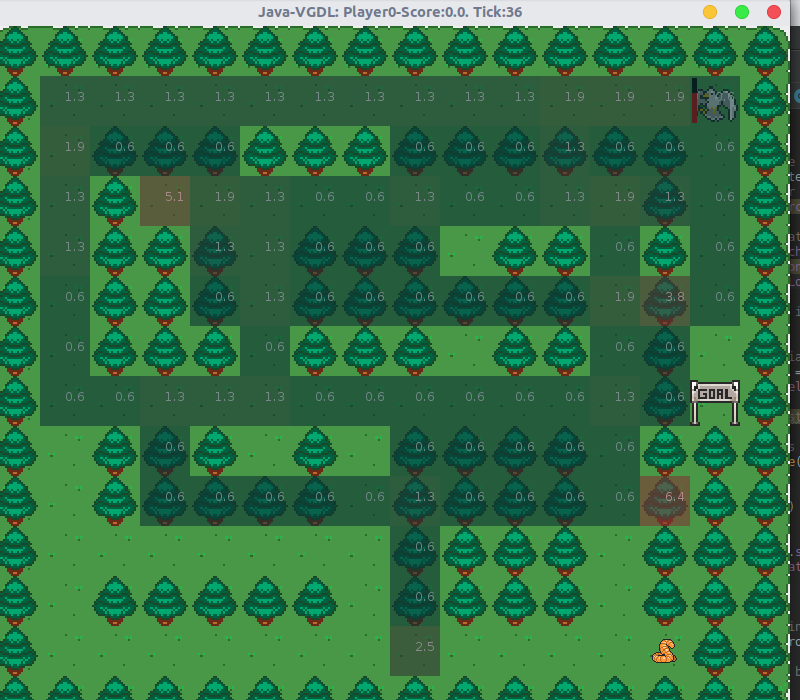 Java-VGDL: Player0-Score:0.0. Tick:36
1.3 1.3 1.3 1.3 1.3 1.3 1.3 1.3 1.3 1.3 1.9 1.9 1.9
1.9 0.6 0.6 0.6 0.6 0.6 0.6 1.3 0.6 0.6 0.6
1.3 5.1 1.9 1.3 0.6 0.6 1.3 0.6 0.6 1.3 1.9 1.3 0.6
1.3 1.3 1.3 0.6 0.6 0.6 0.6 0.6
0.6 0.6 1.3 0.6 0.6 0.6 0.6 0.6 0.6 1.9 3.8 0.6
0.6 0.6 0.6 0.6
0.6 0.6 1.3 1.3 1.3 0.6 0.6 0.6 0.6 0.6 0.6 1.3 0.6 GOAL
0.6 0.6 0.6 0.6 0.6 0.6
0.6 0.6 0.6 0.6 0.6 1.3 0.6 0.6 0.6 0.6 6.4
0.6
0.6
2.5